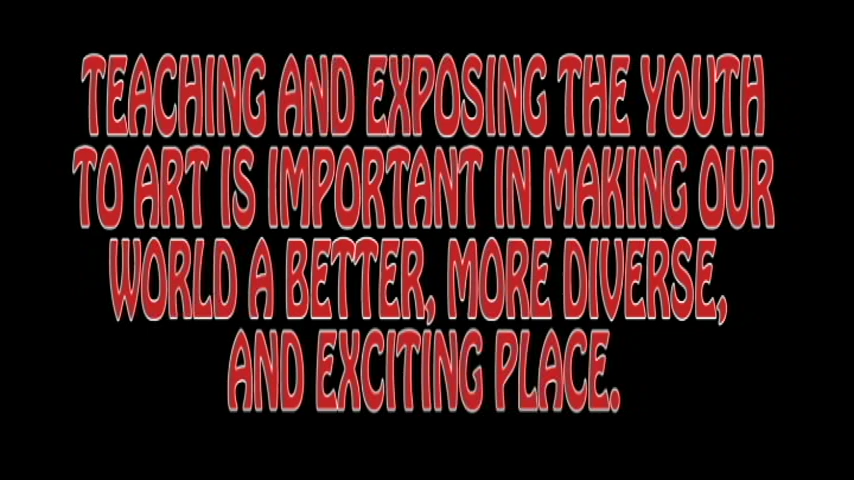 TEACHING AND EXPOSING THE YOUTH
TO ART IS IMPORTANT IN MAKING OUR
WORLD A BETTER, MORE DIVERSE,
AND EXCITING PLACE.